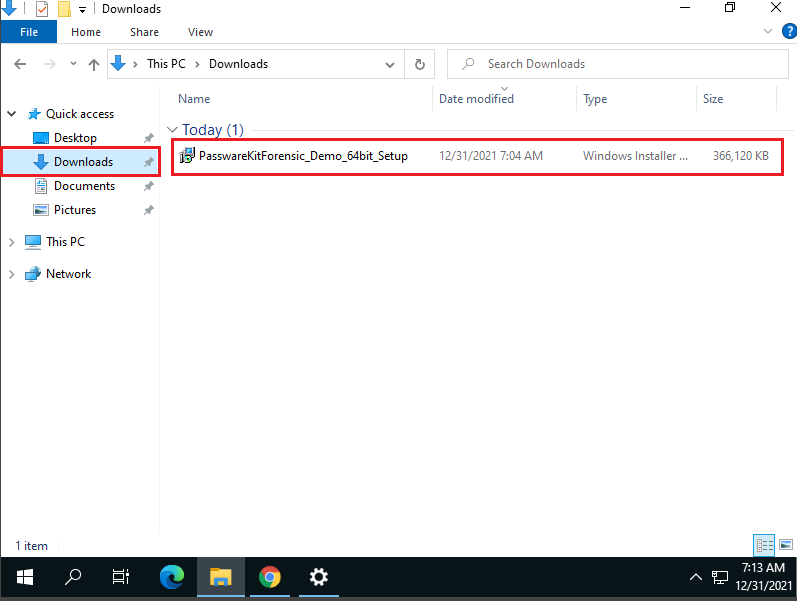 Downloads
File Home Share View
This PC Downloads Search Downloads
Name Date modified Type Size
Quick access
Today (1)
Desktop
PasswareKitForensic_Demo_64bit_Setup 12/31/2021 7:04 AM Windows Installer ... 366,120 KB
Downloads
Documents
Pictures
This PC
Network
1 item
7:13 AM
12/31/2021